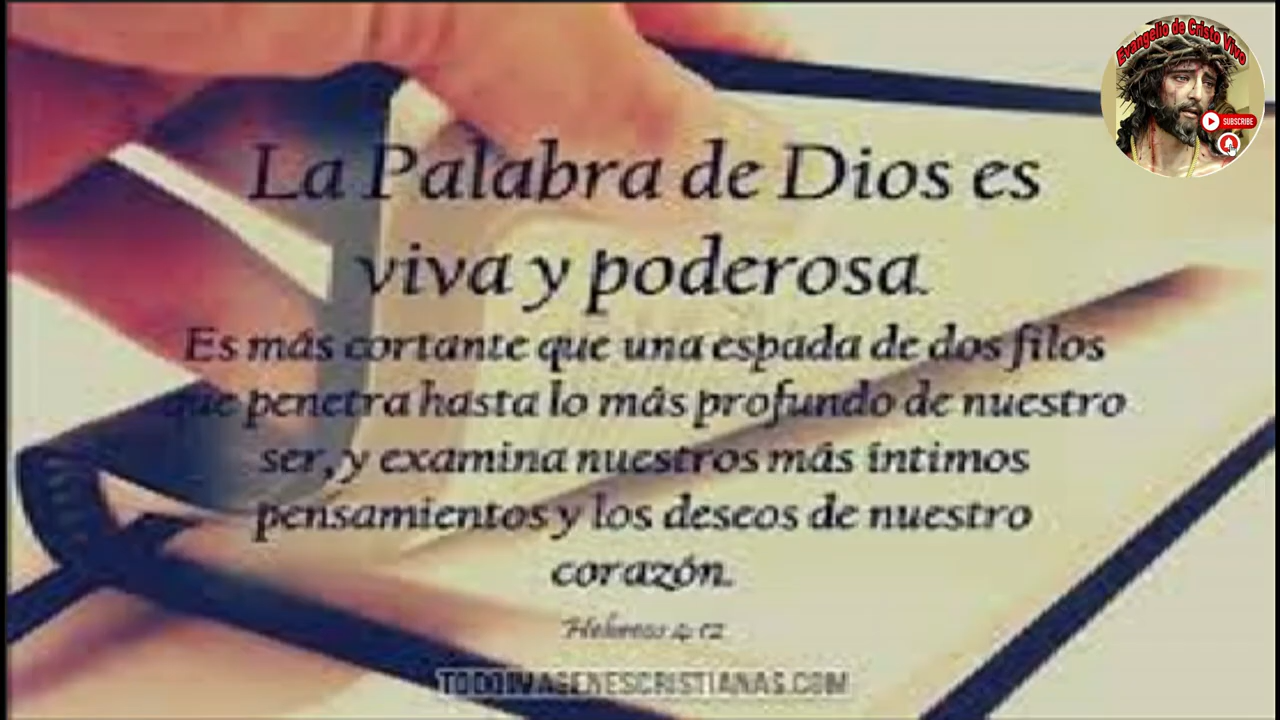 Evangelio de Cristo Vivo
SUBSCRIBE
La Palabra de Dios es
viva y poderosa.
Es más cortante que una espada de dos filos
que penetra hasta lo más profundo de nuestro
ser, y examina nuestros más íntimos
pensamientos y los deseos de nuestro
corazón.
Hebreos 4:12
TODOIMAGENESCRISTIANAS.COM